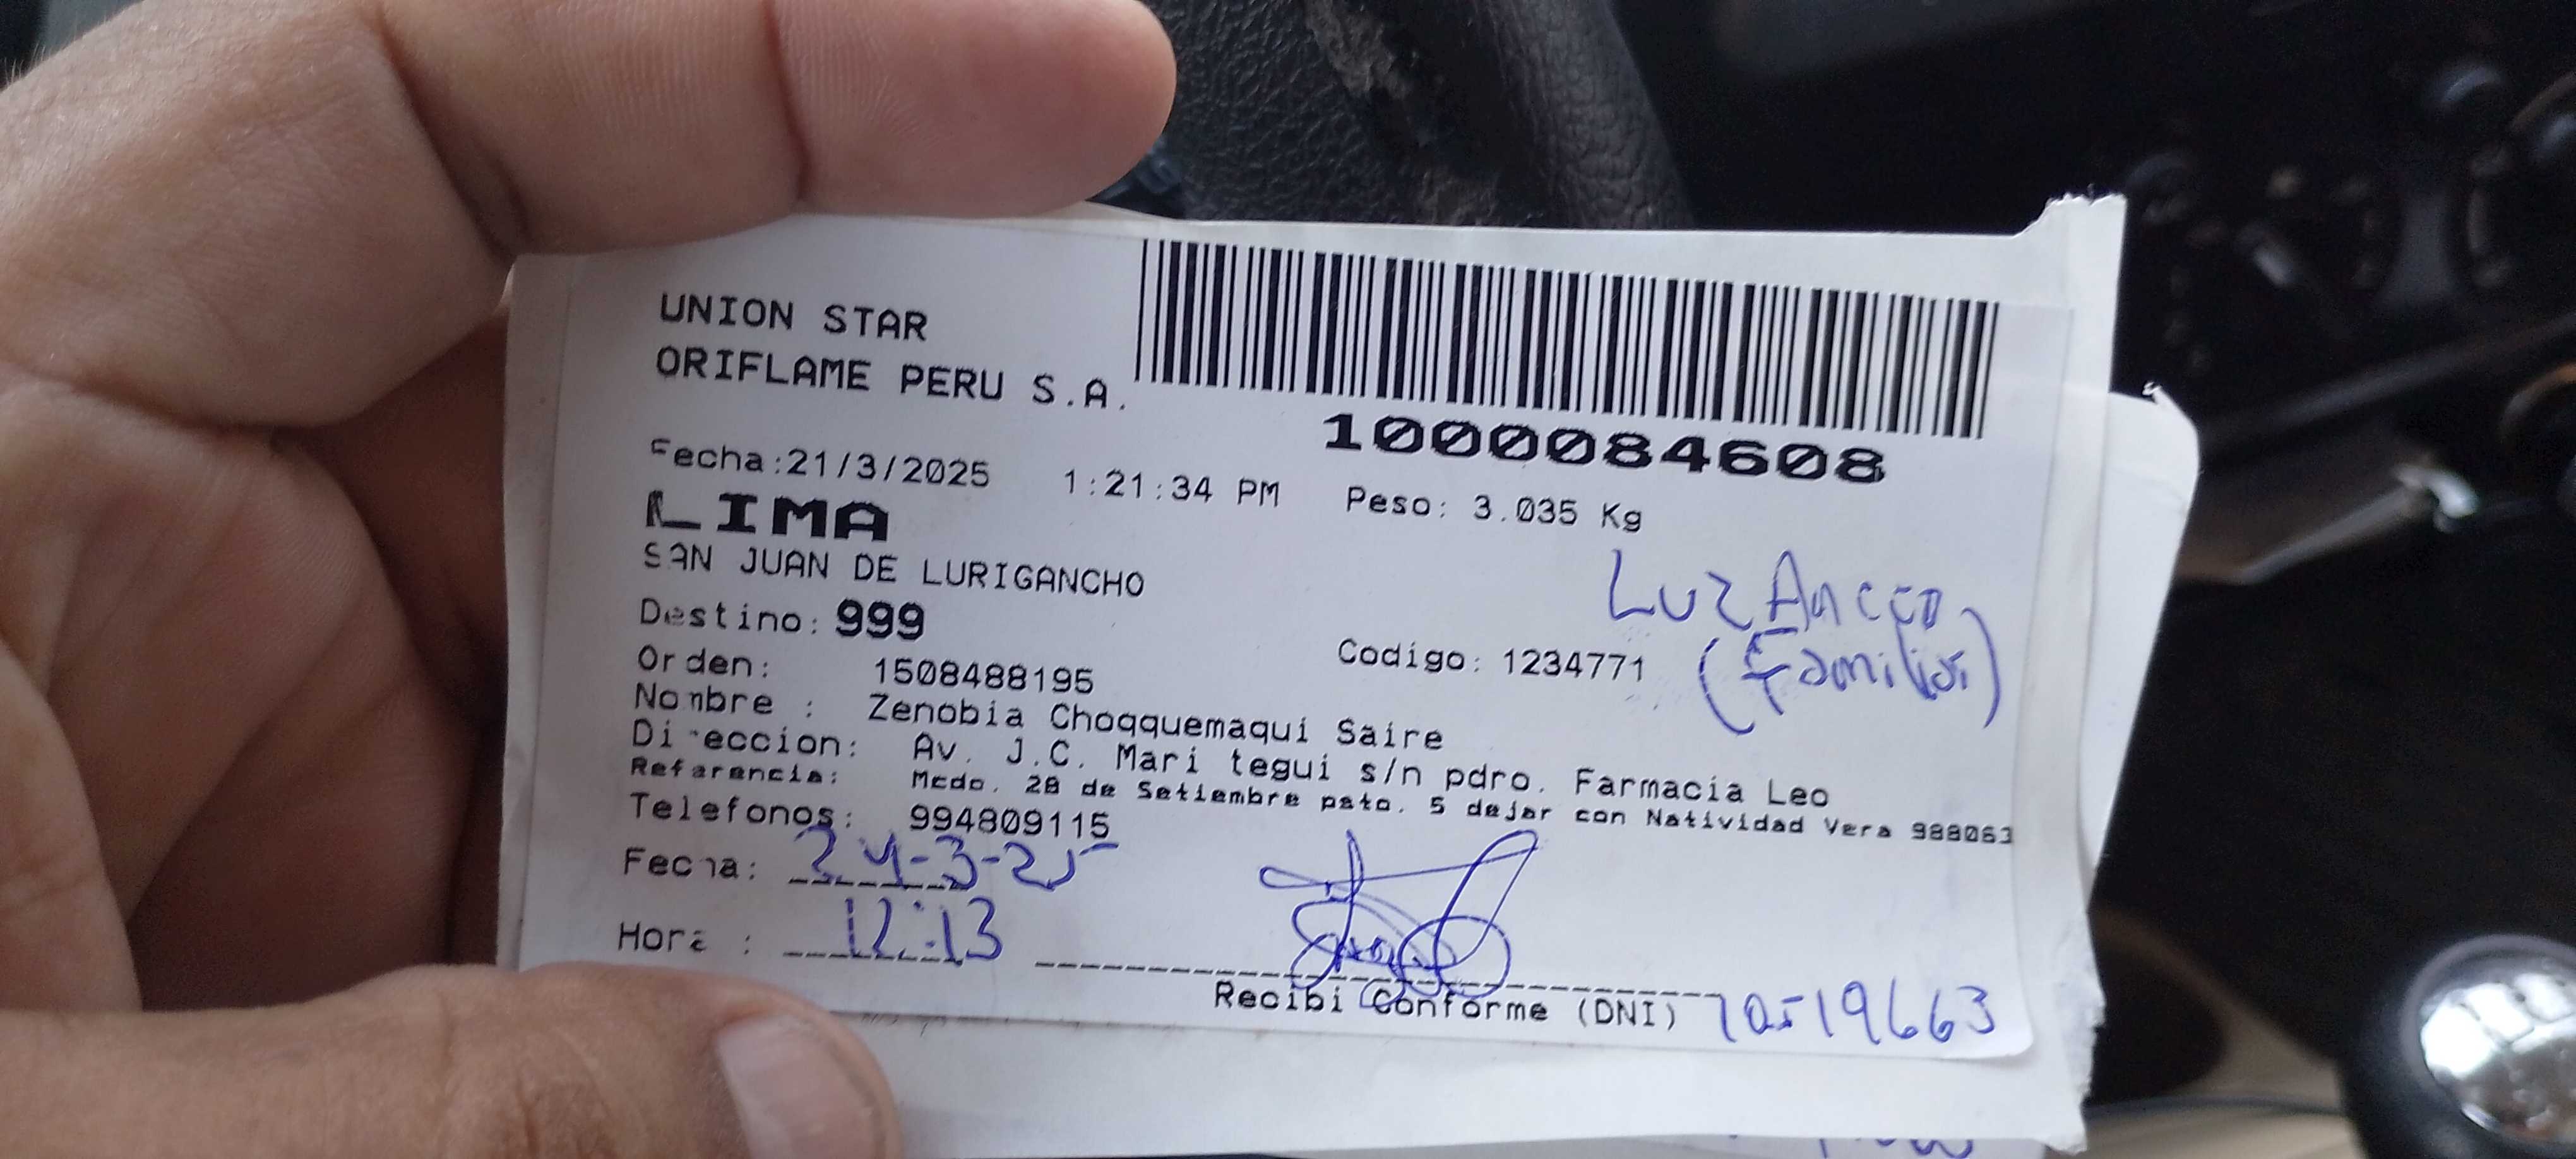 UNION STAR
ORIFLAME PERU S.A.
1000084608
Fecha:21/3/2025 1:21:34 PM Peso: 3.035 Kg
LIMA
SAN JUAN DE LURIGANCHO
Luz Ancco
(Familiar)
Destino: 999
Orden: 1508488195 Codigo: 1234771
Nombre : Zenobia Choqquemaqui Saire
Direccion: Av. J.C. Mari tegui s/n pdro. Farmacia Leo
Referencia: Mcdo. 28 de Setiembre psto. 5 dejar con Natividad Vera 988063
Telefonos: 994809115
Fecha: 24-3-25
Hora : 12:13
Recibi Conforme (DNI) 10519663